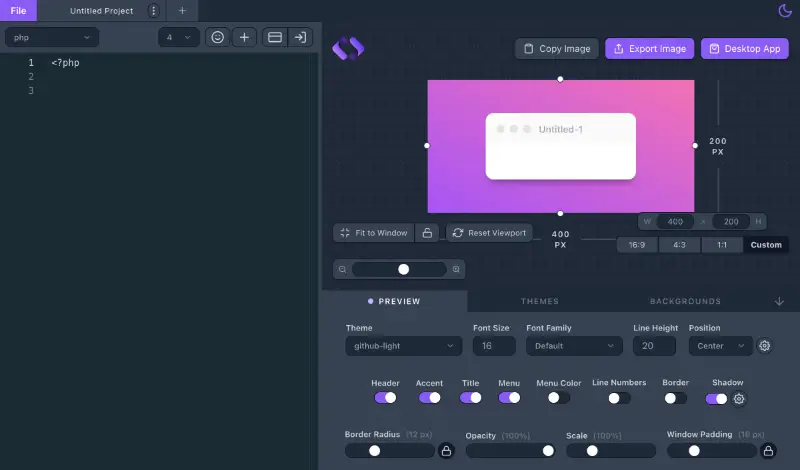 File
Untitled Project
php
4
1
2
3
<?php
Copy Image
Export Image
Desktop App
Untitled-1
200
PX
W 400 x 200 H
Fit to Window
Reset Viewport
400
PX
16:9
4:3
1:1
Custom
PREVIEW
THEMES
BACKGROUNDS
Theme
Font Size
Font Family
Line Height
Position
github-light
16
Default
20
Center
Header
Accent
Title
Menu
Menu Color
Line Numbers
Border
Shadow
Border Radius (12 px)
Opacity (100%)
Scale (100%)
Window Padding (16 px)